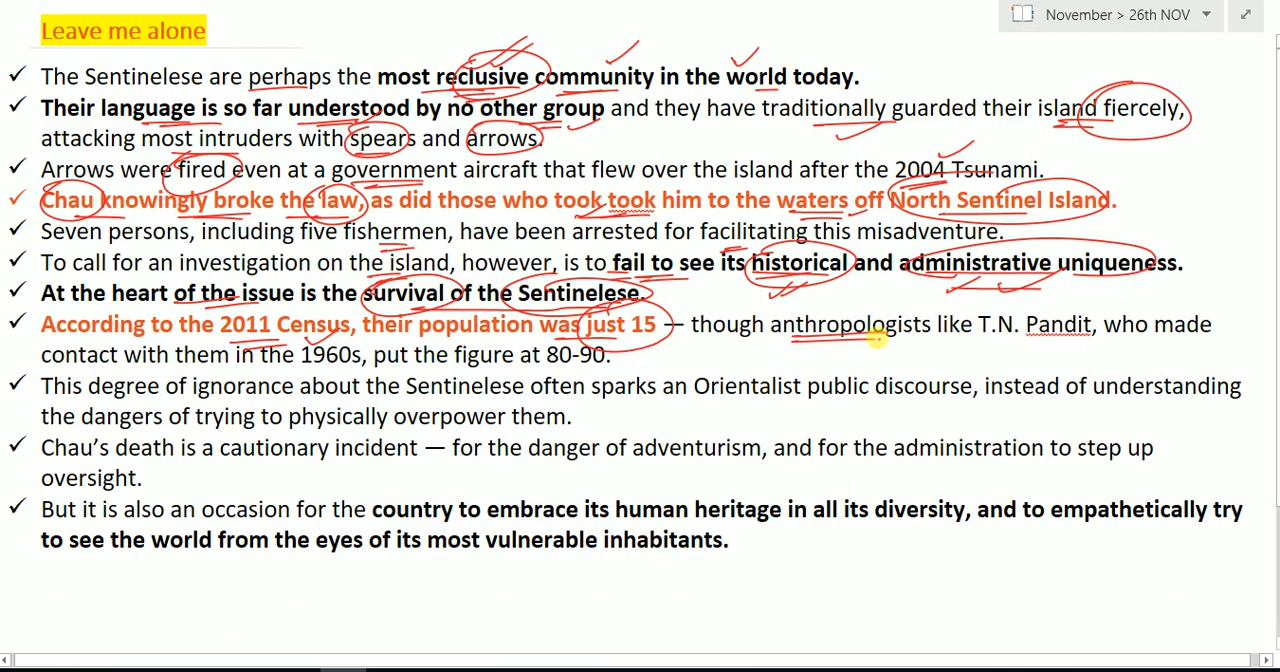 November > 26th NOV
Leave me alone
✓ The Sentinelese are perhaps the most reclusive community in the world today.
✓ Their language is so far understood by no other group and they have traditionally guarded their island fiercely,
attacking most intruders with spears and arrows.
✓ Arrows were fired even at a government aircraft that flew over the island after the 2004 Tsunami.
✓ Chau knowingly broke the law, as did those who took took him to the waters off North Sentinel Island.
✓ Seven persons, including five fishermen, have been arrested for facilitating this misadventure.
✓ To call for an investigation on the island, however, is to fail to see its historical and administrative uniqueness.
✓ At the heart of the issue is the survival of the Sentinelese.
✓ According to the 2011 Census, their population was just 15 — though anthropologists like T.N. Pandit, who made
contact with them in the 1960s, put the figure at 80-90.
✓ This degree of ignorance about the Sentinelese often sparks an Orientalist public discourse, instead of understanding
the dangers of trying to physically overpower them.
✓ Chau’s death is a cautionary incident — for the danger of adventurism, and for the administration to step up
oversight.
✓ But it is also an occasion for the country to embrace its human heritage in all its diversity, and to empathetically try
to see the world from the eyes of its most vulnerable inhabitants.